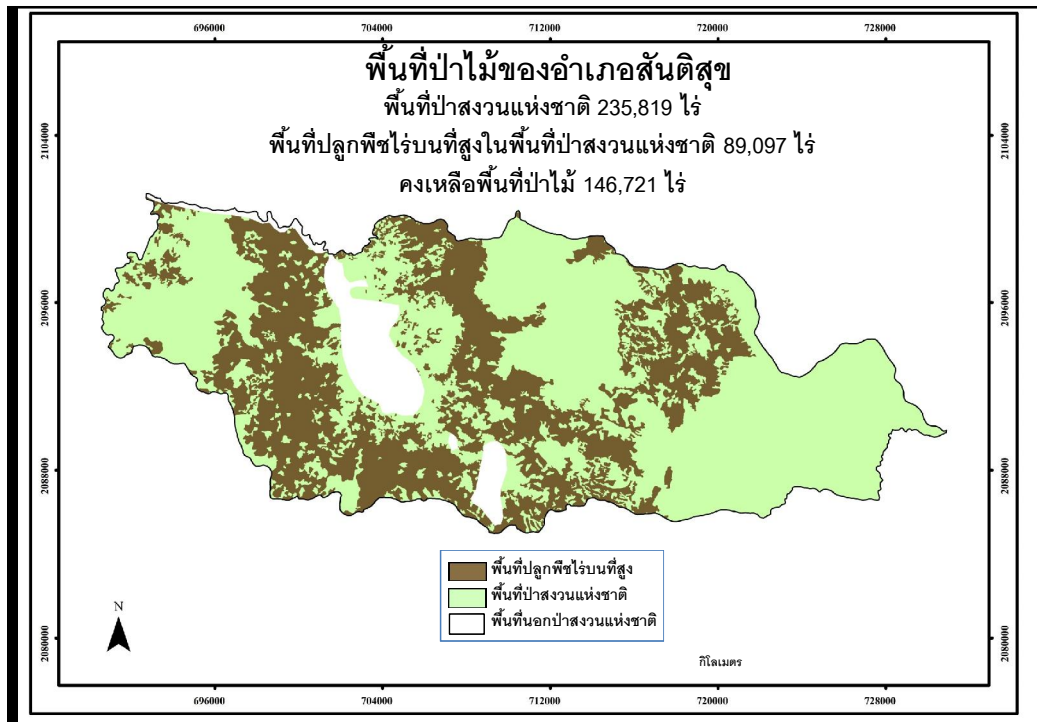 696000 704000 712000 720000 728000
พื้นที่ป่าไม้ของอำเภอสันติสุข
พื้นที่ป่าสงวนแห่งชาติ 235,819 ไร่
พื้นที่ปลูกพืชไร่บนที่สูงในพื้นที่ป่าสงวนแห่งชาติ 89,097 ไร่
คงเหลือพื้นที่ป่าไม้ 146,721 ไร่
2104000 2104000
2096000 2096000
2088000 2088000
2080000 2080000
พื้นที่ปลูกพืชไร่บนที่สูง
พื้นที่ป่าสงวนแห่งชาติ
พื้นที่นอกป่าสงวนแห่งชาติ
N
กิโลเมตร
696000 704000 712000 720000 728000